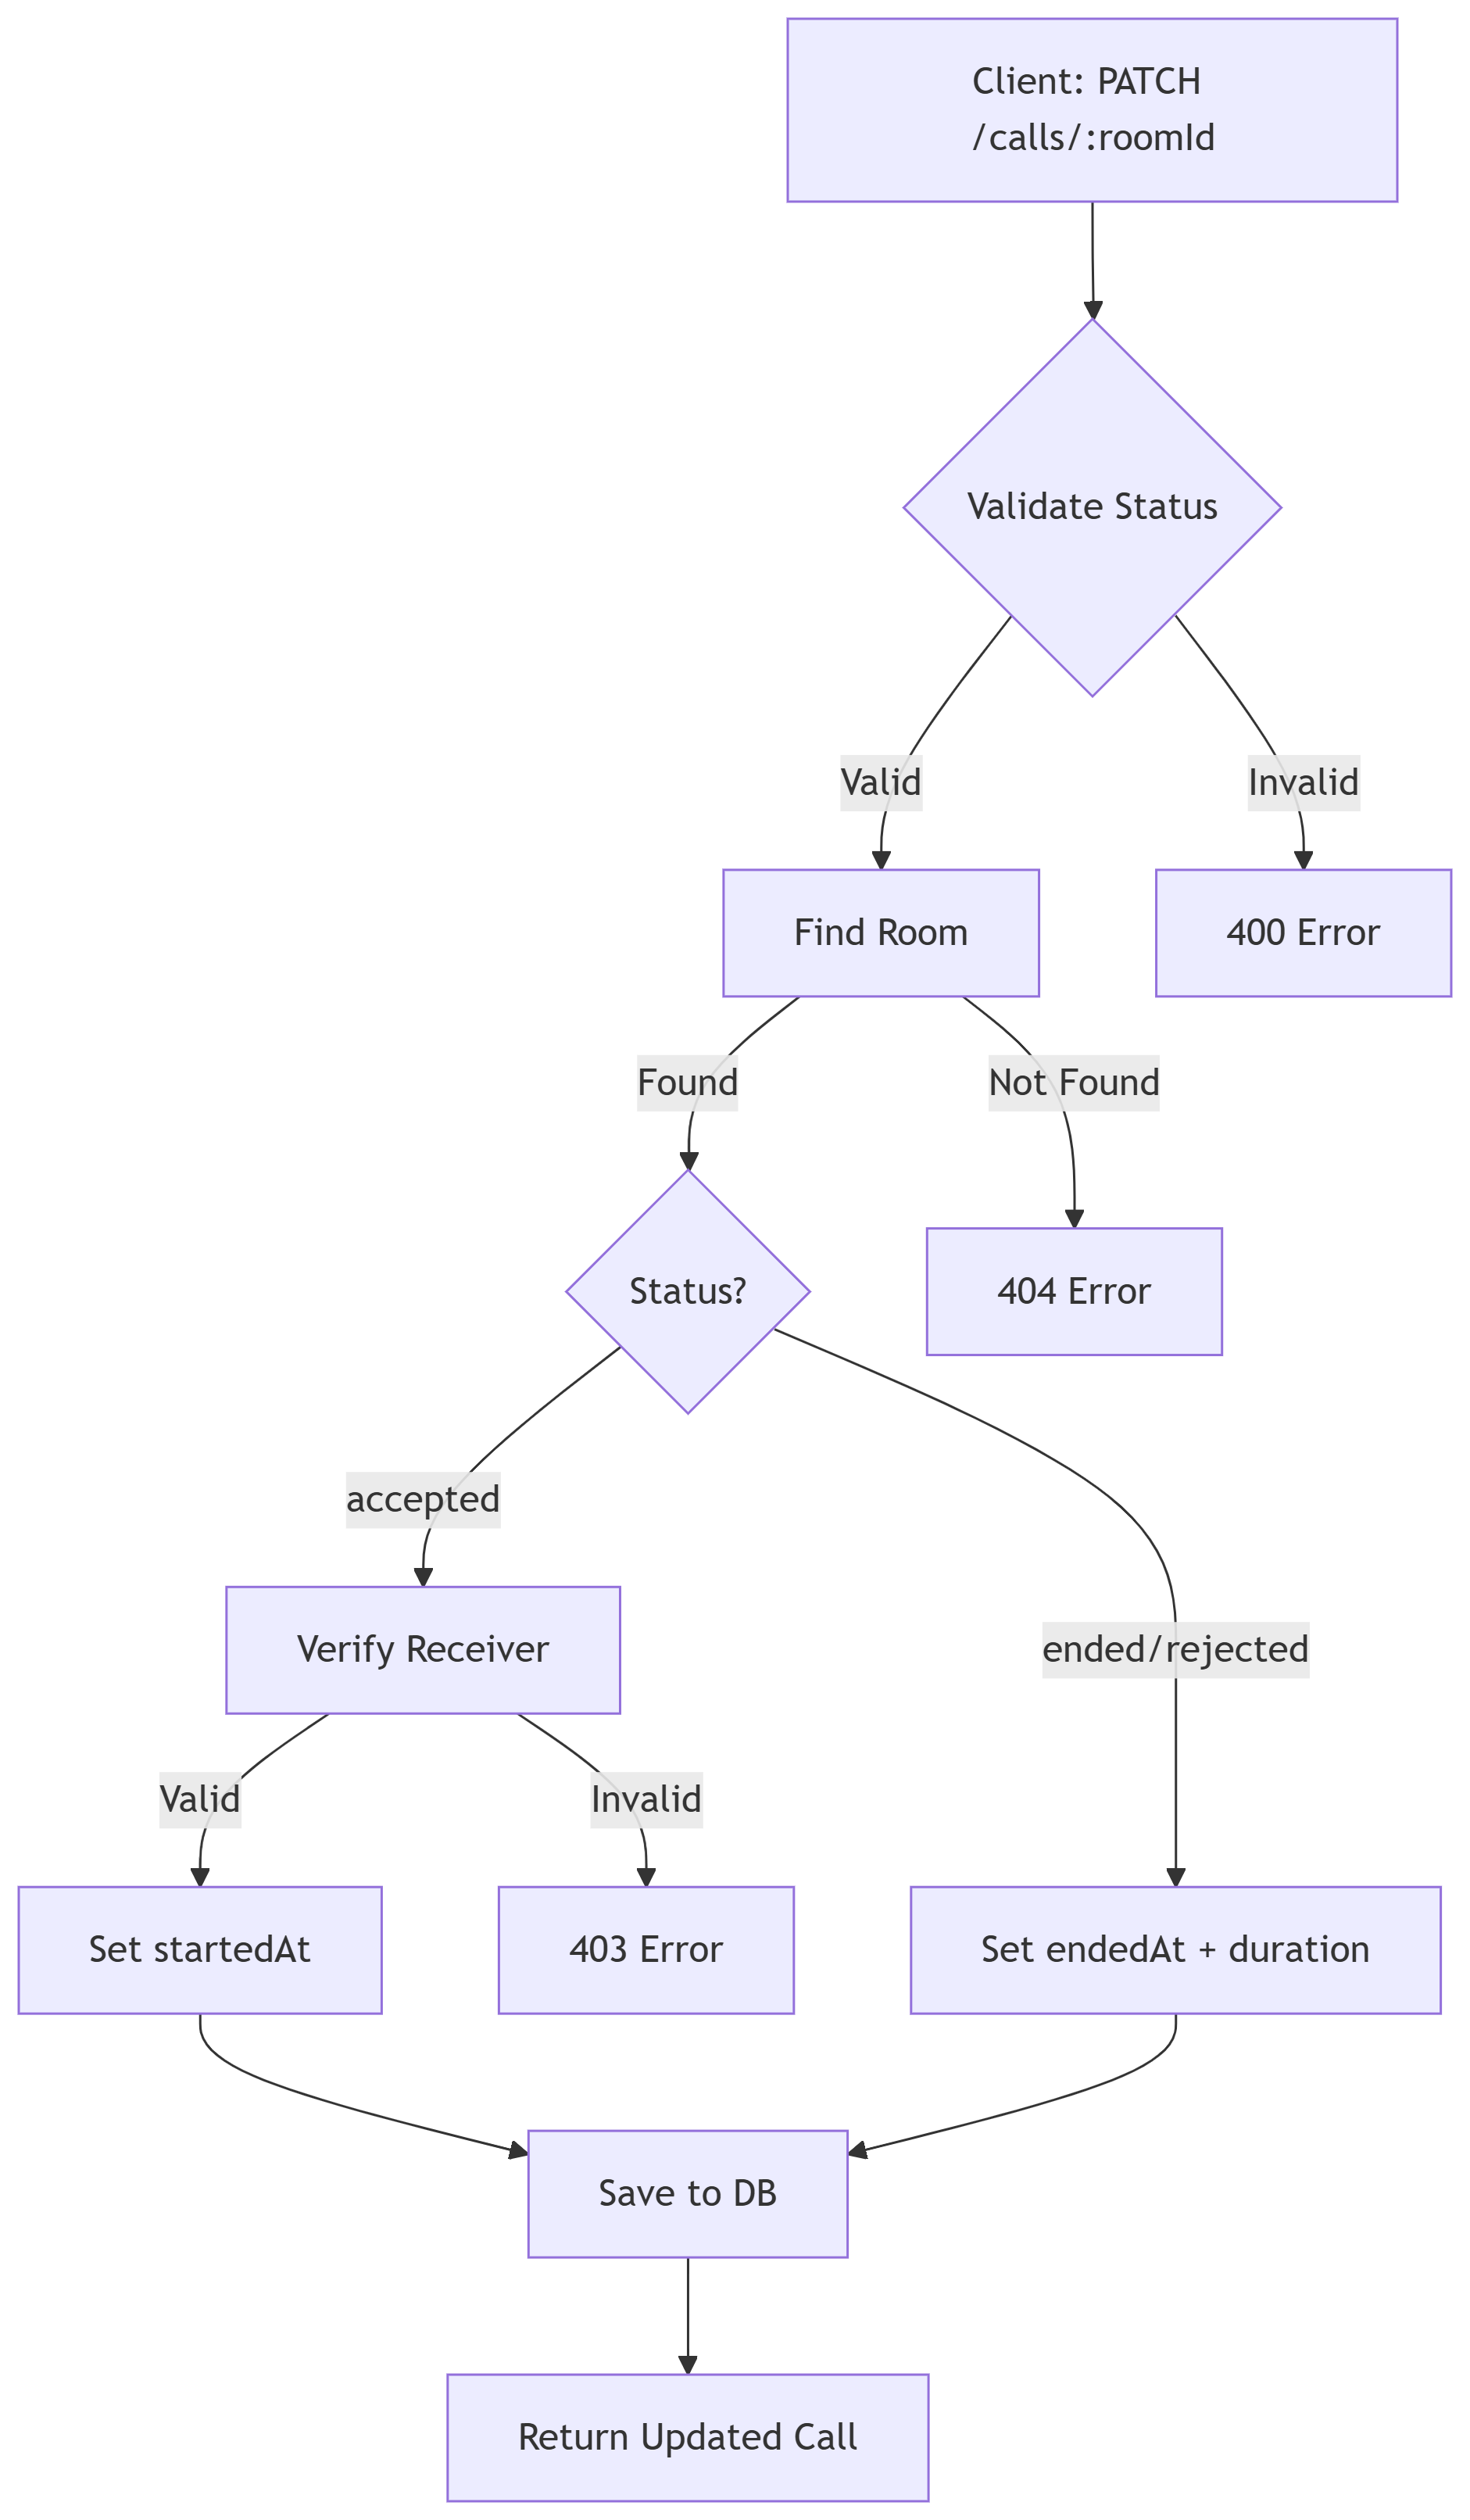 Client: PATCH
/calls/:roomId
Validate Status
Valid
Invalid
Find Room
400 Error
Found
Not Found
Status?
404 Error
accepted
Verify Receiver
ended/rejected
Valid
Invalid
Set startedAt
403 Error
Set endedAt + duration
Save to DB
Return Updated Call